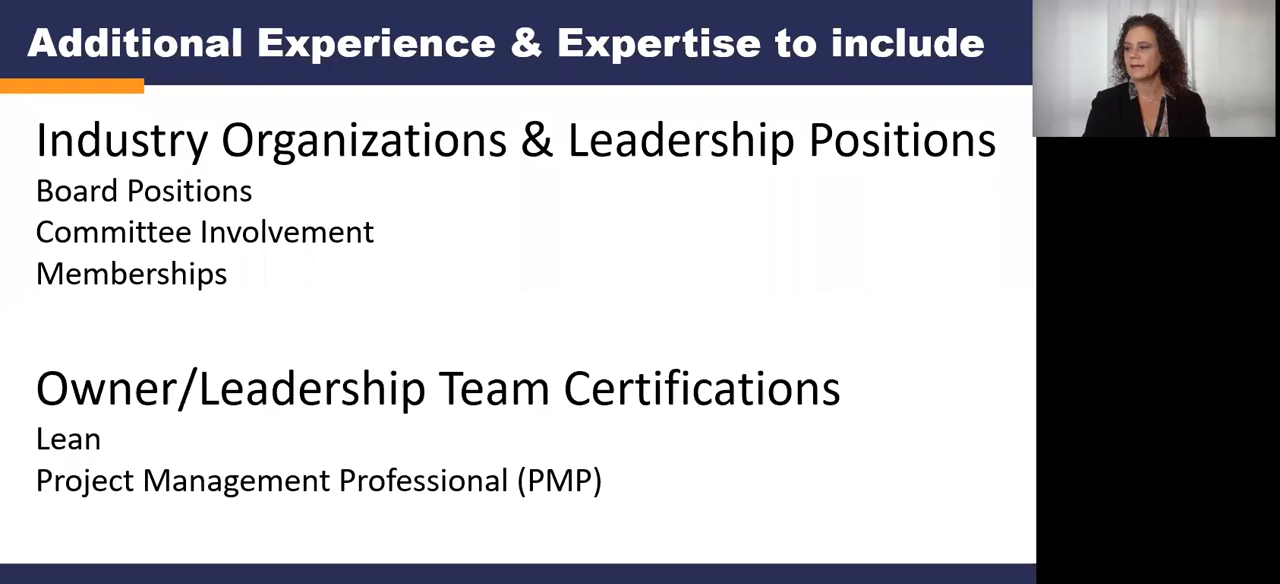 Additional Experience & Expertise to include
Industry Organizations & Leadership Positions
Board Positions
Committee Involvement
Memberships
Owner/Leadership Team Certifications
Lean
Project Management Professional (PMP)